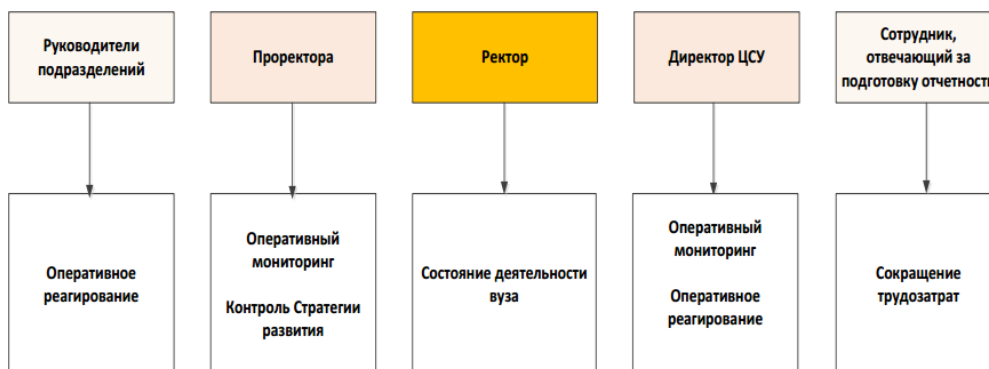 Руководители
подразделений
Проректора
Ректор
Директор ЦСУ
Сотрудник,
отвечающий за
подготовку отчетност
Оперативное
реагирование
Оперативный
мониторинг
Контроль Стратегии
развития
Состояние деятельности
вуза
Оперативный
мониторинг
Оперативное
реагирование
Сокращение
трудозатрат